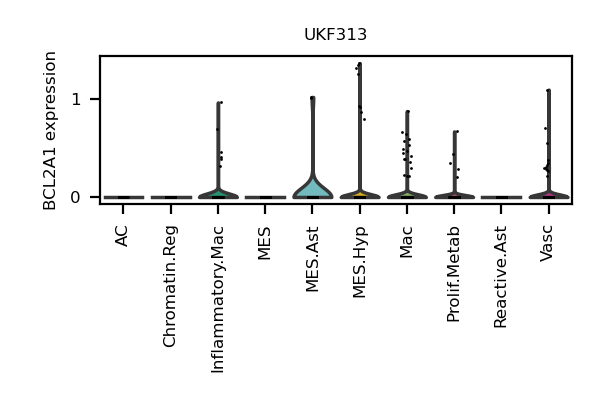 UKF313
BCL2A1 expression
1
0
AC
Chromatin.Reg
Inflammatory.Mac
MES
MES.Ast
MES.Hyp
Mac
Prolif.Metab
Reactive.Ast
Vasc